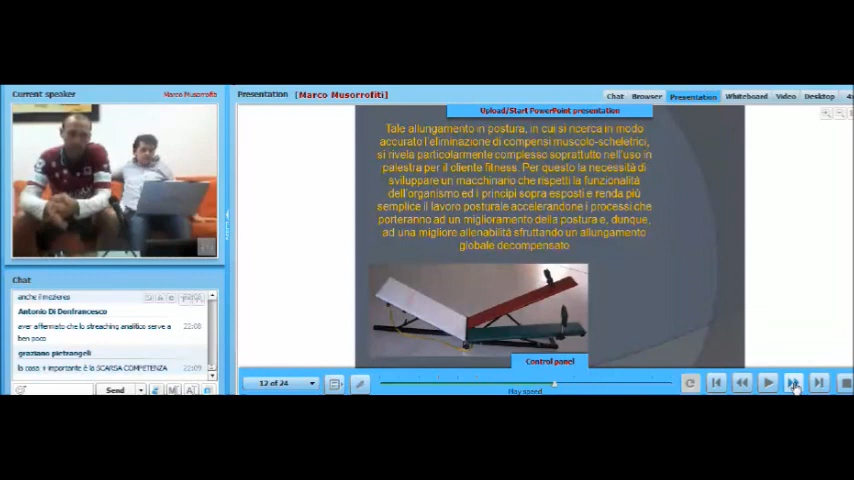 Current speaker
Marco Musorrofiti
Presentation
[Marco Musorrofiti]
Chat
Browser
Presentation
Whiteboard
Video
Desktop
Upload/Start PowerPoint presentation
Tale allungamento in postura, in cui si ricerca in modo
accurato l'eliminazione di compensi muscolo-scheletrici,
si rivela particolarmente complesso soprattutto nell'uso in
palestra per il cliente fitness. Per questo la necessità di
sviluppare un macchinario che rispetti la funzionalità
dell'organismo ed i principi sopra esposti e renda più
semplice il lavoro posturale accelerandone i processi che
porteranno ad un miglioramento della postura e, dunque,
ad una migliore allenabilità sfruttando un allungamento
globale decompensato
Chat
anche il mezieres
Antonio Di Donfrancesco
aver affermato che lo streaching analitico serve a
22:08
ben poco
graziano pietrangeli
la cosa + importante è la SCARSA COMPETENZA
22:09
Send
Control panel
12 of 24
Play speed